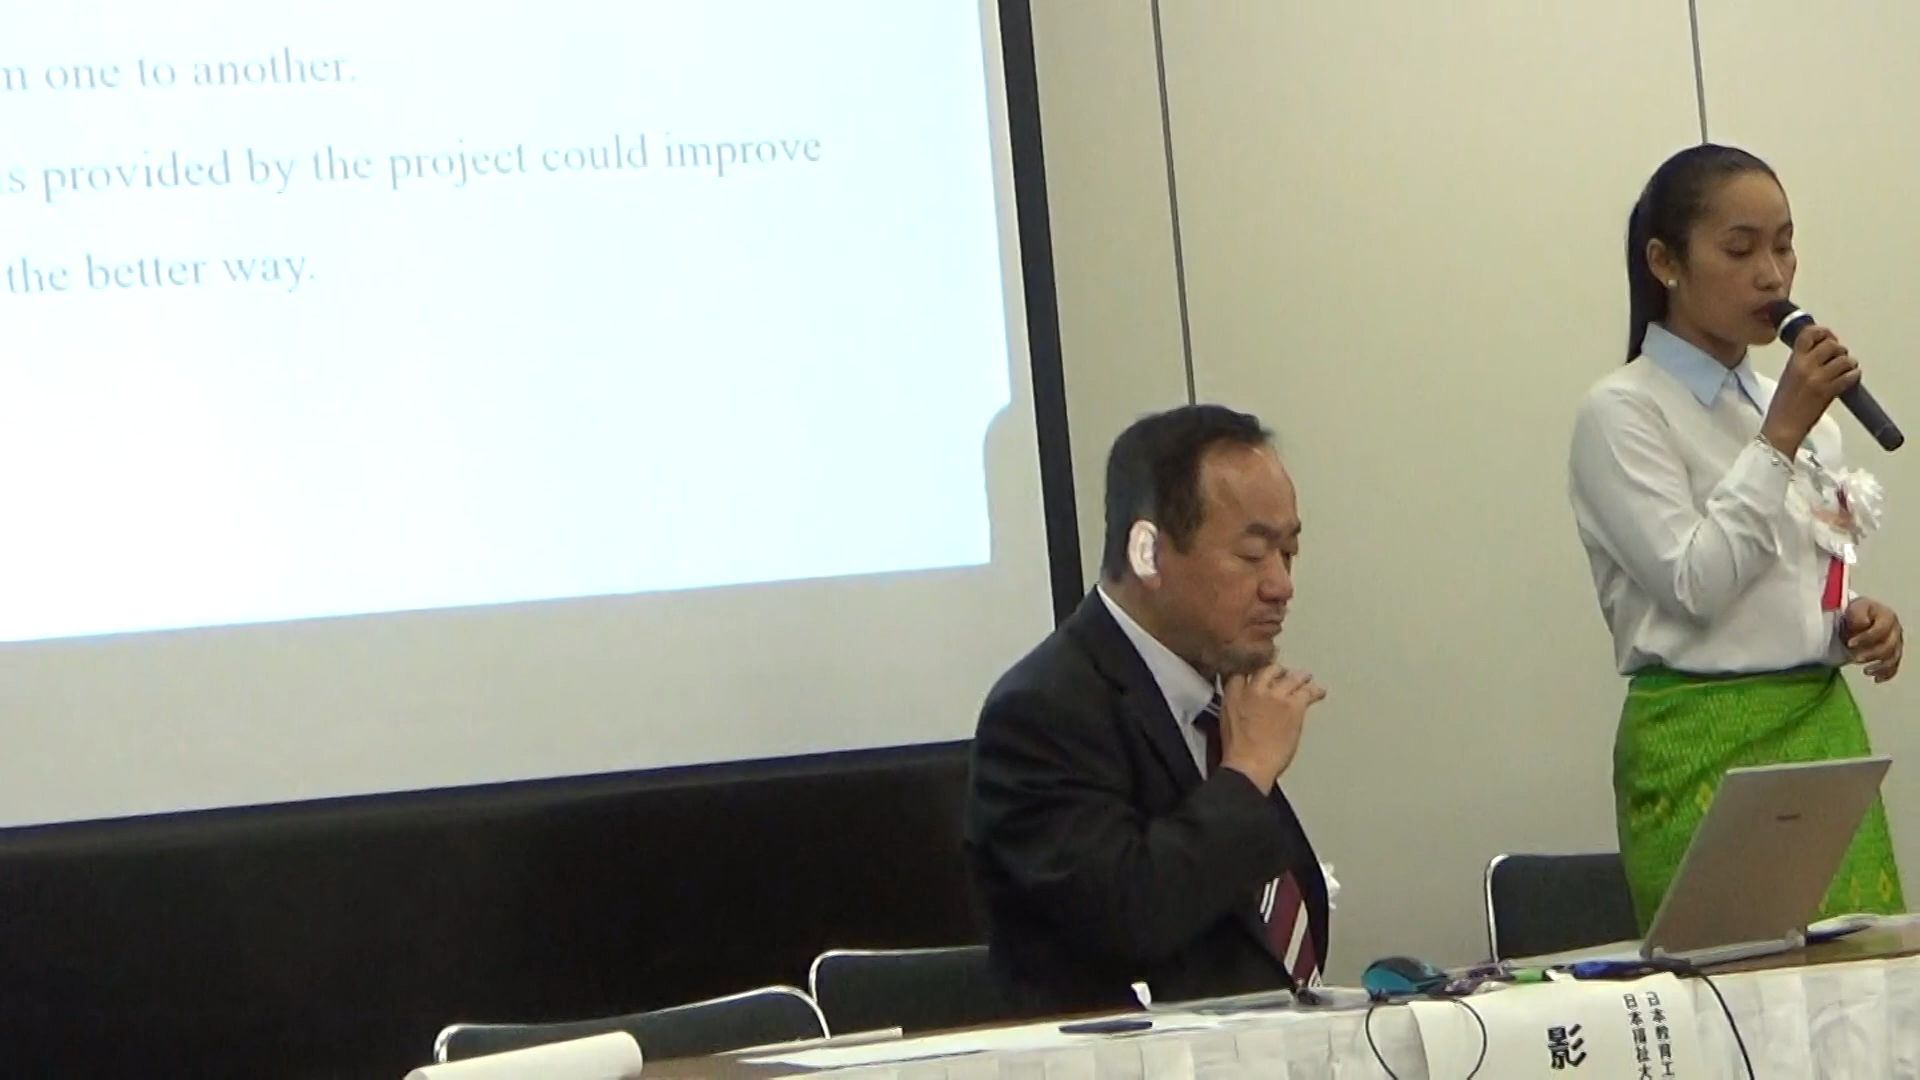 one to another.
provided by the project could improve
the better way.
日本教育工
日本福祉大
影